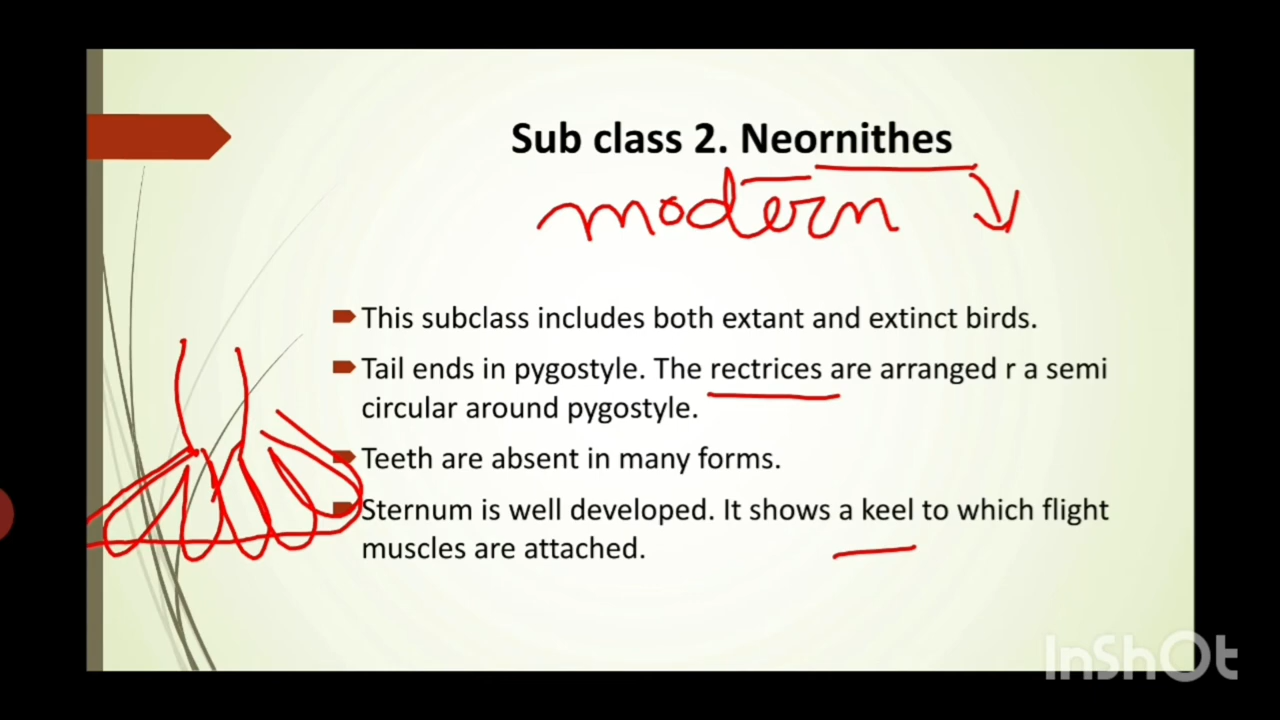 Sub class 2. Neornithes
modern
This subclass includes both extant and extinct birds.
Tail ends in pygostyle. The rectrices are arranged r a semi
circular around pygostyle.
Teeth are absent in many forms.
Sternum is well developed. It shows a keel to which flight
muscles are attached.
InShOt